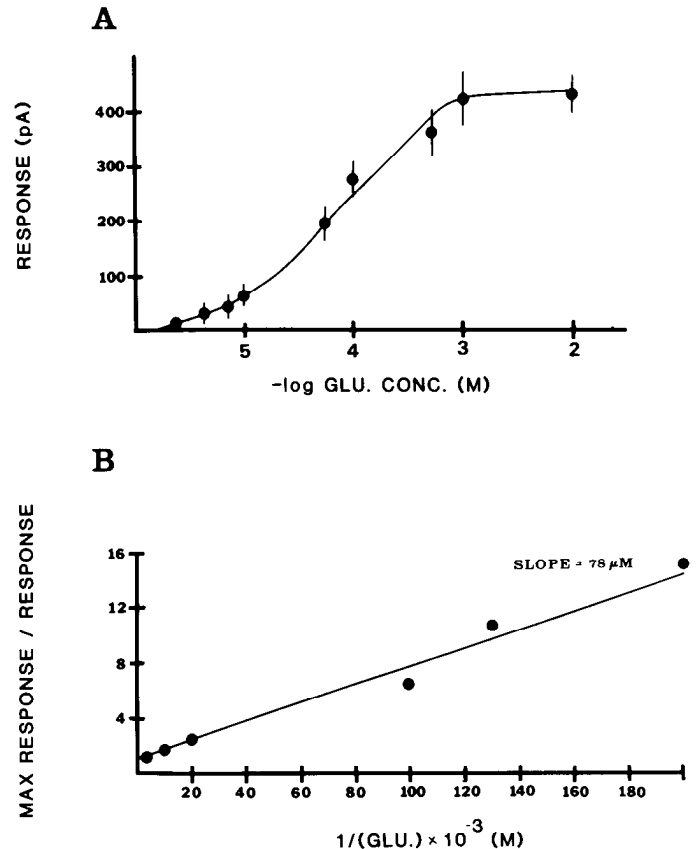 A
RESPONSE (pA)
400
300
200
100
5 4 3 2
-log GLU. CONC. (M)
B
MAX RESPONSE / RESPONSE
16
12
8
4
SLOPE = 78 μM
20 40 60 80 100 120 140 160 180
1/(GLU.) × 10⁻³ (M)